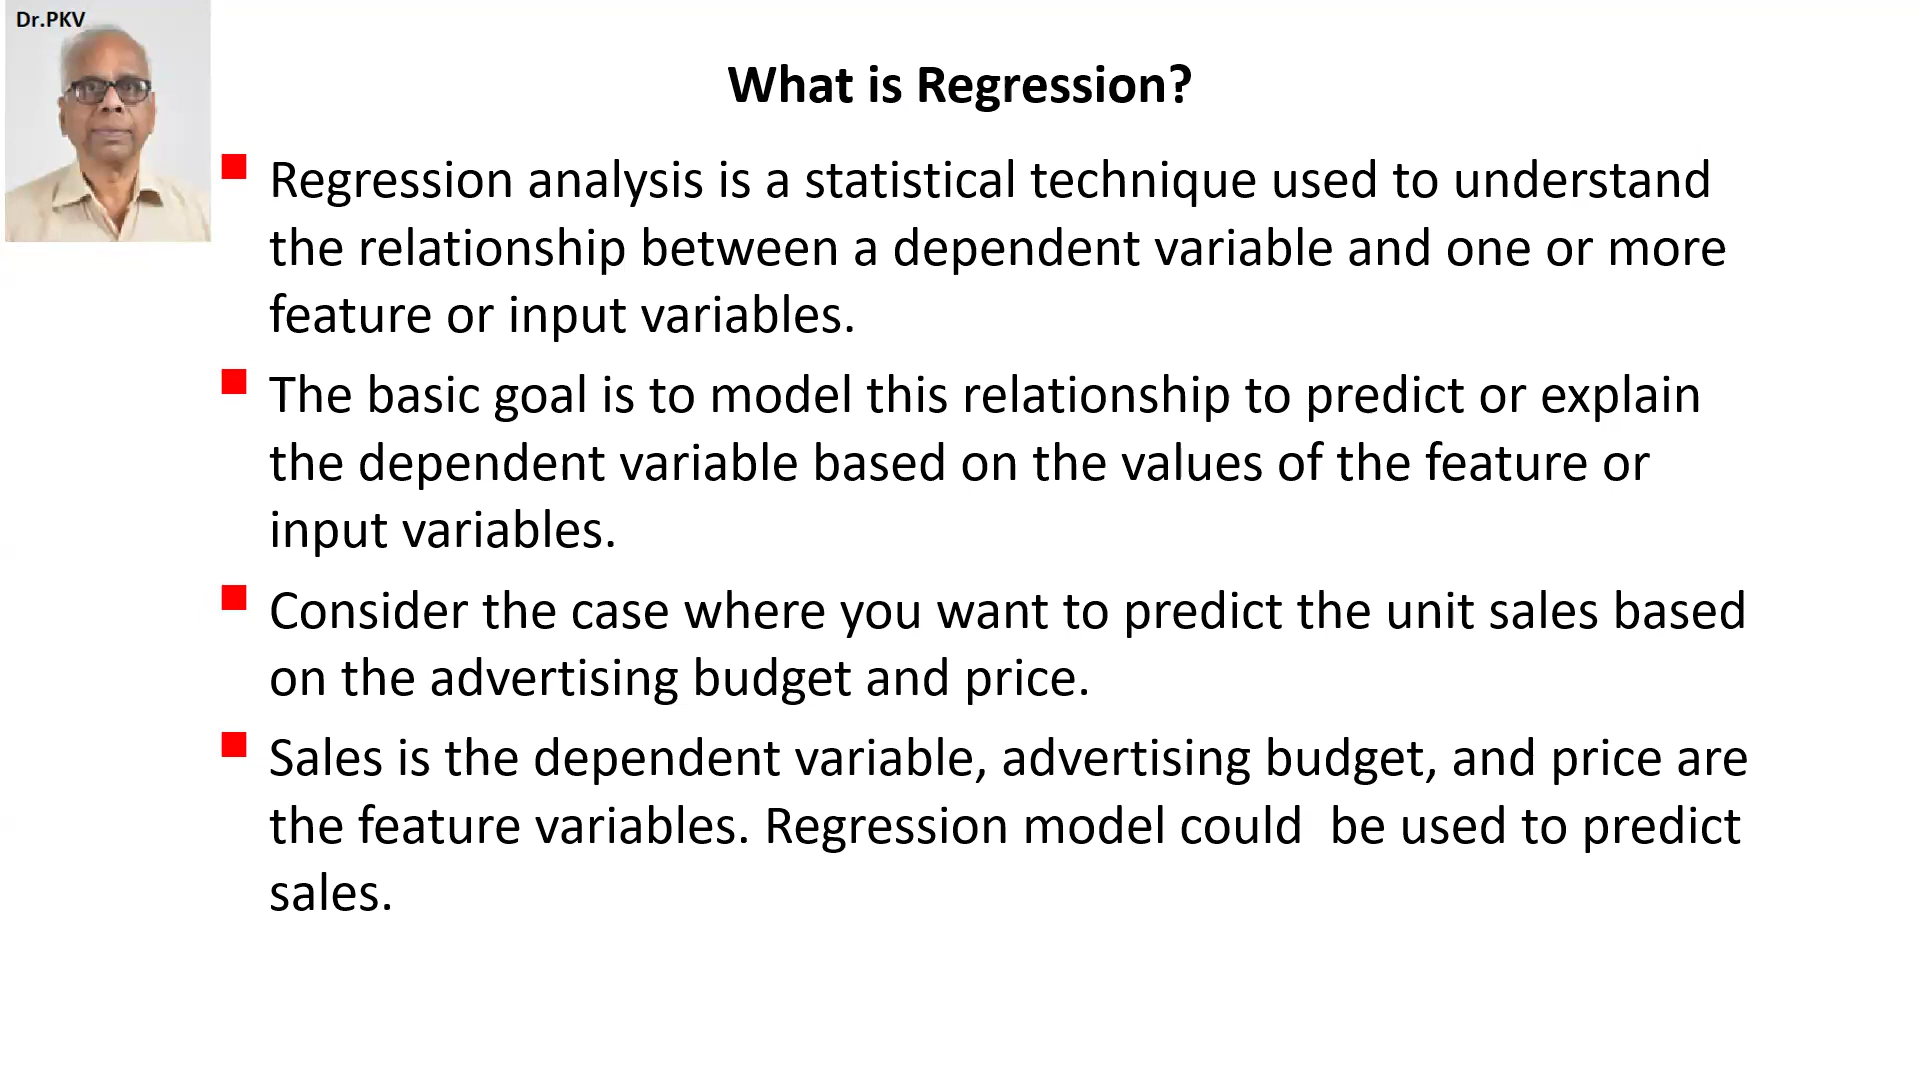 Dr.PKV
What is Regression?
Regression analysis is a statistical technique used to understand
the relationship between a dependent variable and one or more
feature or input variables.
The basic goal is to model this relationship to predict or explain
the dependent variable based on the values of the feature or
input variables.
Consider the case where you want to predict the unit sales based
on the advertising budget and price.
Sales is the dependent variable, advertising budget, and price are
the feature variables. Regression model could  be used to predict
sales.